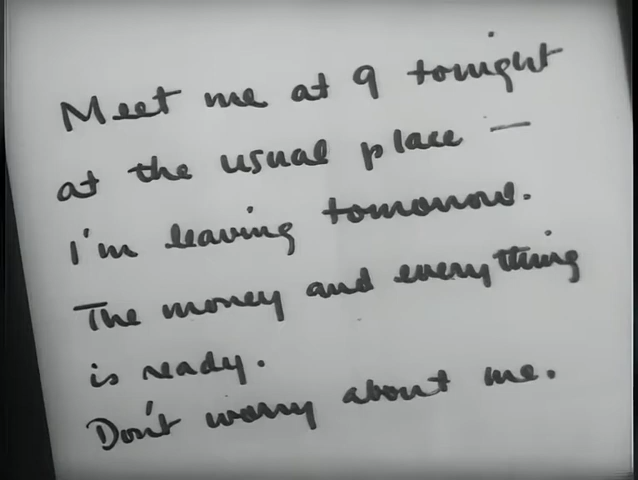 Meet me at 9 tonight
at the usual place —
I'm leaving tomorrow.
The money and everything
is ready.
Don't worry about me.